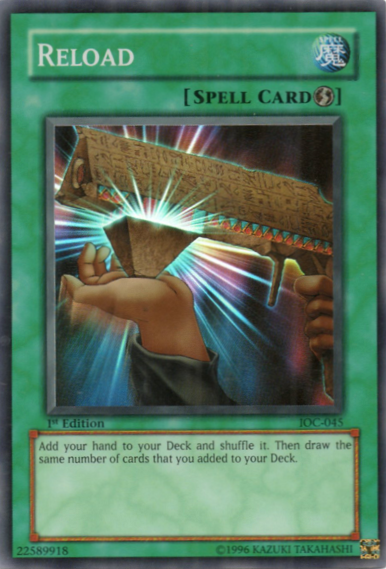 RELOAD
魔
[SPELL CARD]
1st Edition
IOC-045
Add your hand to your Deck and shuffle it. Then draw the
same number of cards that you added to your Deck.
22589918
©1996 KAZUKI TAKAHASHI